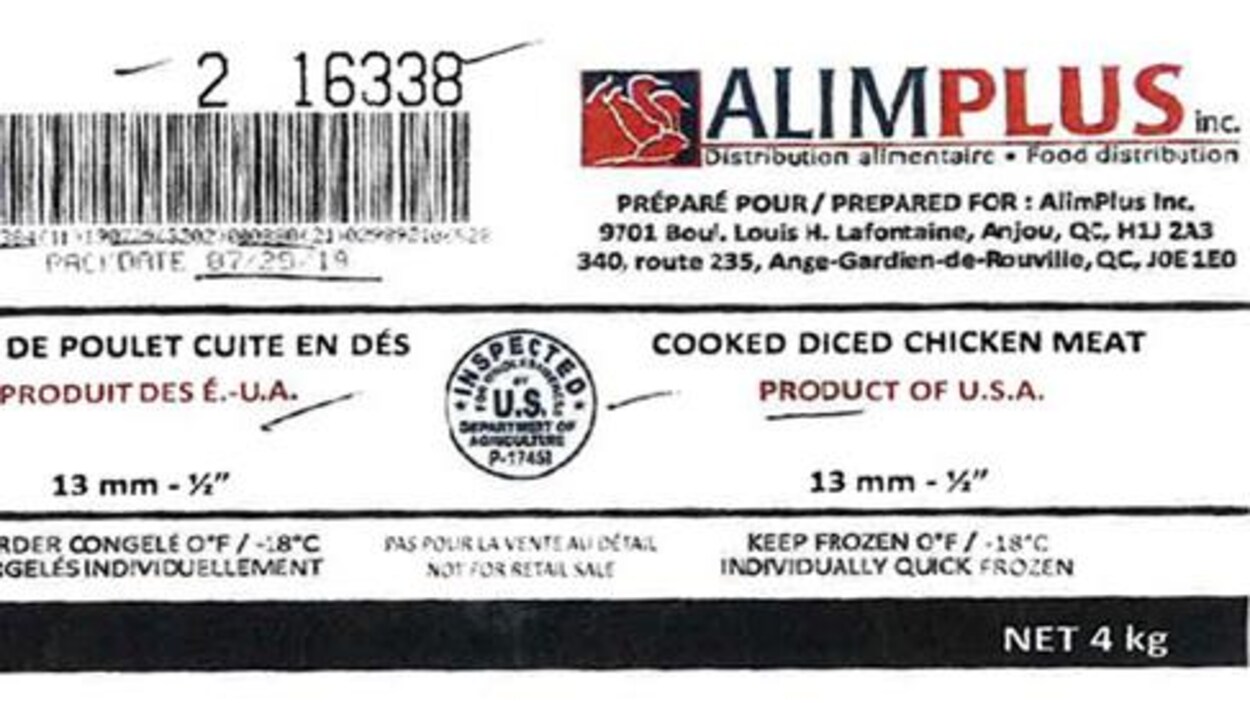 2 16338
PACK DATE 07/29/19
ALIMPLUS inc.
Distribution alimentaire • Food distribution
PRÉPARÉ POUR / PREPARED FOR : AlimPlus Inc.
9701 Boul. Louis H. Lafontaine, Anjou, QC, H1J 2A3
340, route 235, Ange-Gardien-de-Rouville, QC, J0E 1E0
DE POULET CUITE EN DÉS
PRODUIT DES É.-U.A.
13 mm - ½"
INSPECTED
FOR WHOLESOMENESS
BY
U.S.
DEPARTMENT OF
AGRICULTURE
COOKED DICED CHICKEN MEAT
PRODUCT OF U.S.A.
13 mm - ½"
RDER CONGELÉ 0°F / -18°C
GELÉS INDIVIDUELLEMENT
PAS POUR LA VENTE AU DÉTAIL
NOT FOR RETAIL SALE
KEEP FROZEN 0°F / -18°C
INDIVIDUALLY QUICK FROZEN
NET 4 kg